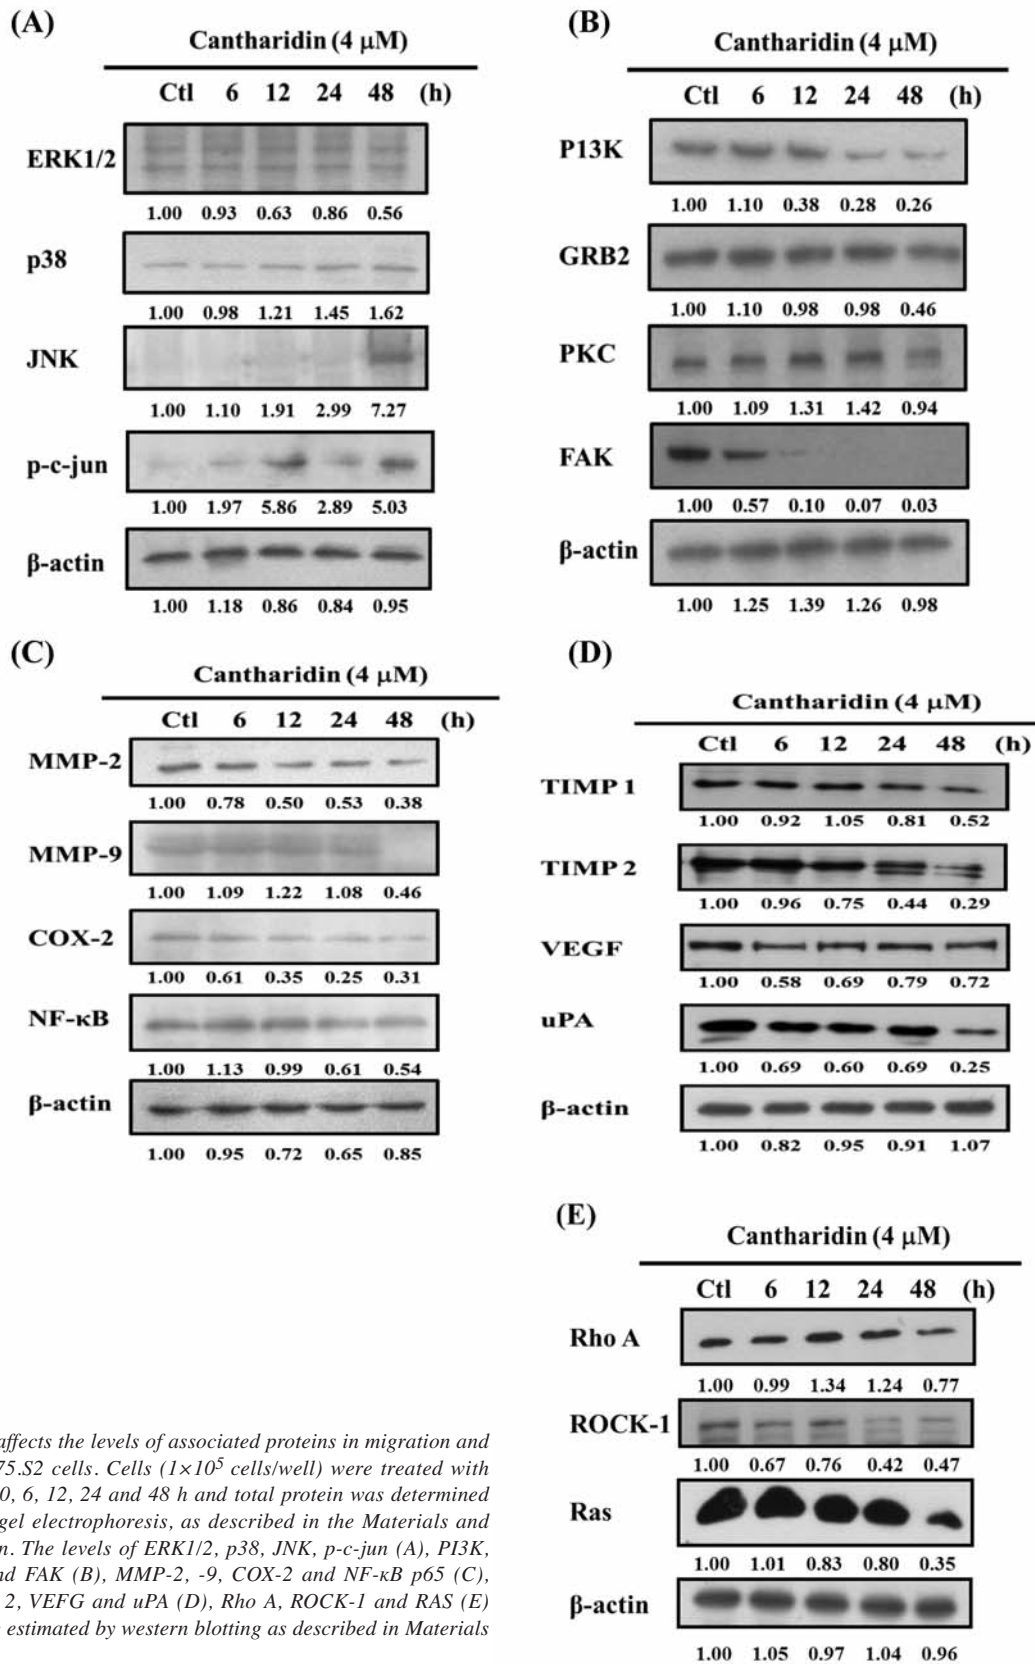 (A)
Cantharidin (4 μM)
Ctl 6 12 24 48 (h)
ERK1/2
1.00 0.93 0.63 0.86 0.56
p38
1.00 0.98 1.21 1.45 1.62
JNK
1.00 1.10 1.91 2.99 7.27
p-c-jun
1.00 1.97 5.86 2.89 5.03
β-actin
1.00 1.18 0.86 0.84 0.95
(B)
Cantharidin (4 μM)
Ctl 6 12 24 48 (h)
P13K
1.00 1.10 0.38 0.28 0.26
GRB2
1.00 1.10 0.98 0.98 0.46
PKC
1.00 1.09 1.31 1.42 0.94
FAK
1.00 0.57 0.10 0.07 0.03
β-actin
1.00 1.25 1.39 1.26 0.98
(C)
Cantharidin (4 μM)
Ctl 6 12 24 48 (h)
MMP-2
1.00 0.78 0.50 0.53 0.38
MMP-9
1.00 1.09 1.22 1.08 0.46
COX-2
1.00 0.61 0.35 0.25 0.31
NF-κB
1.00 1.13 0.99 0.61 0.54
β-actin
1.00 0.95 0.72 0.65 0.85
(D)
Cantharidin (4 μM)
Ctl 6 12 24 48 (h)
TIMP 1
1.00 0.92 1.05 0.81 0.52
TIMP 2
1.00 0.96 0.75 0.44 0.29
VEGF
1.00 0.58 0.69 0.79 0.72
uPA
1.00 0.69 0.60 0.69 0.25
β-actin
1.00 0.82 0.95 0.91 1.07
(E)
Cantharidin (4 μM)
Ctl 6 12 24 48 (h)
Rho A
1.00 0.99 1.34 1.24 0.77
ROCK-1
1.00 0.67 0.76 0.42 0.47
Ras
1.00 1.01 0.83 0.80 0.35
β-actin
1.00 1.05 0.97 1.04 0.96
affects the levels of associated proteins in migration and
75.S2 cells. Cells (1×10⁵ cells/well) were treated with
0, 6, 12, 24 and 48 h and total protein was determined
gel electrophoresis, as described in the Materials and
n. The levels of ERK1/2, p38, JNK, p-c-jun (A), PI3K,
nd FAK (B), MMP-2, -9, COX-2 and NF-κB p65 (C),
2, VEFG and uPA (D), Rho A, ROCK-1 and RAS (E)
estimated by western blotting as described in Materials